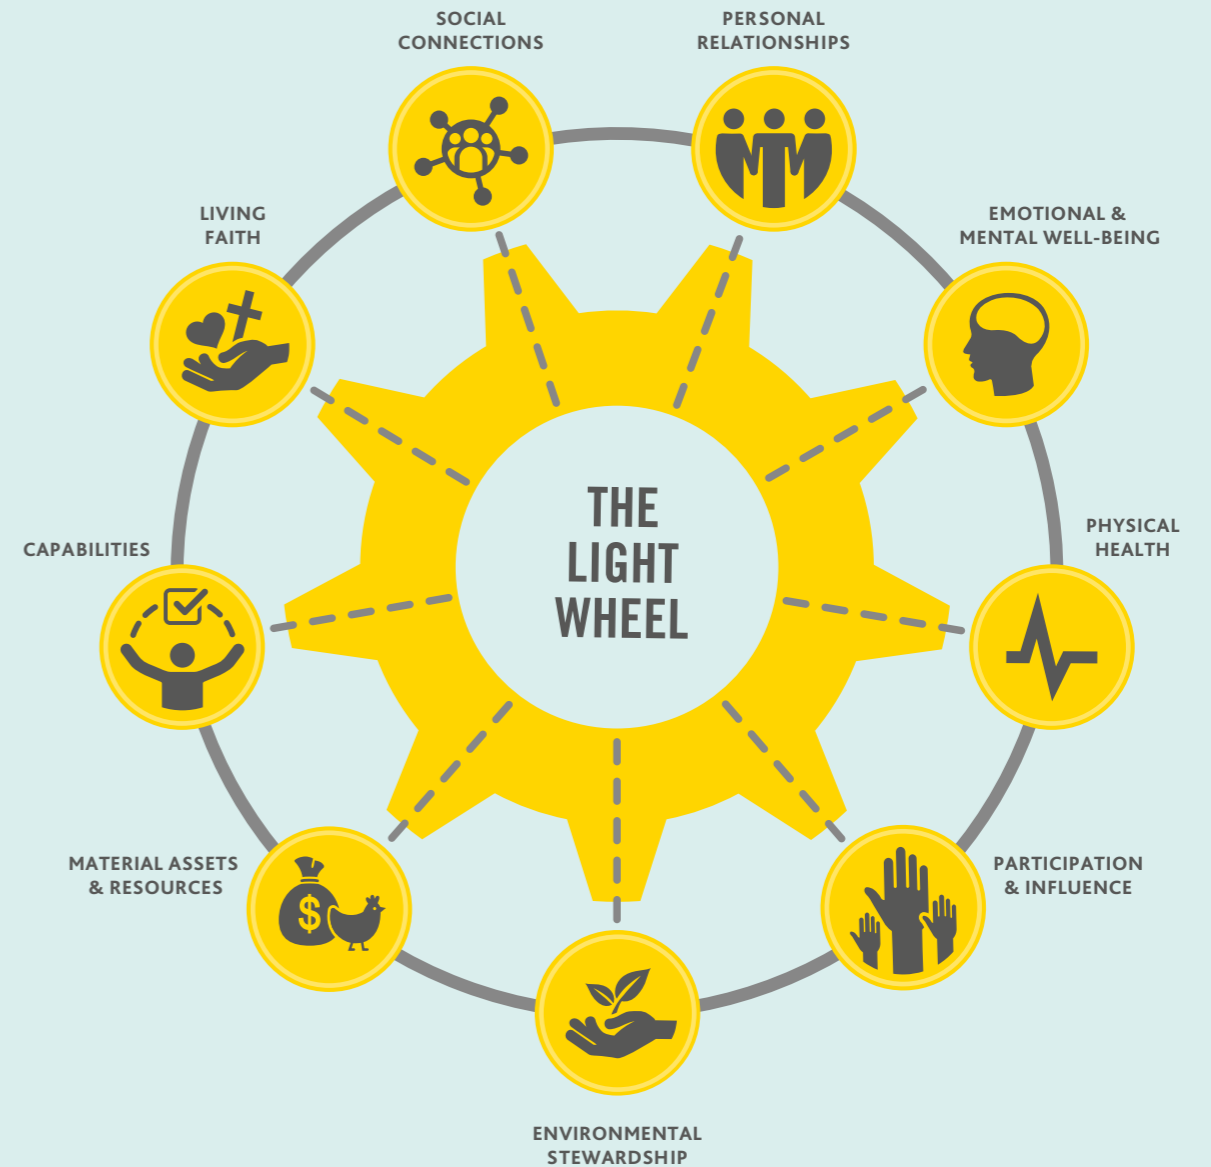 SOCIAL
CONNECTIONS
PERSONAL
RELATIONSHIPS
EMOTIONAL &
MENTAL WELL-BEING
PHYSICAL
HEALTH
PARTICIPATION
& INFLUENCE
ENVIRONMENTAL
STEWARDSHIP
MATERIAL ASSETS
& RESOURCES
$
CAPABILITIES
LIVING
FAITH
THE
LIGHT
WHEEL